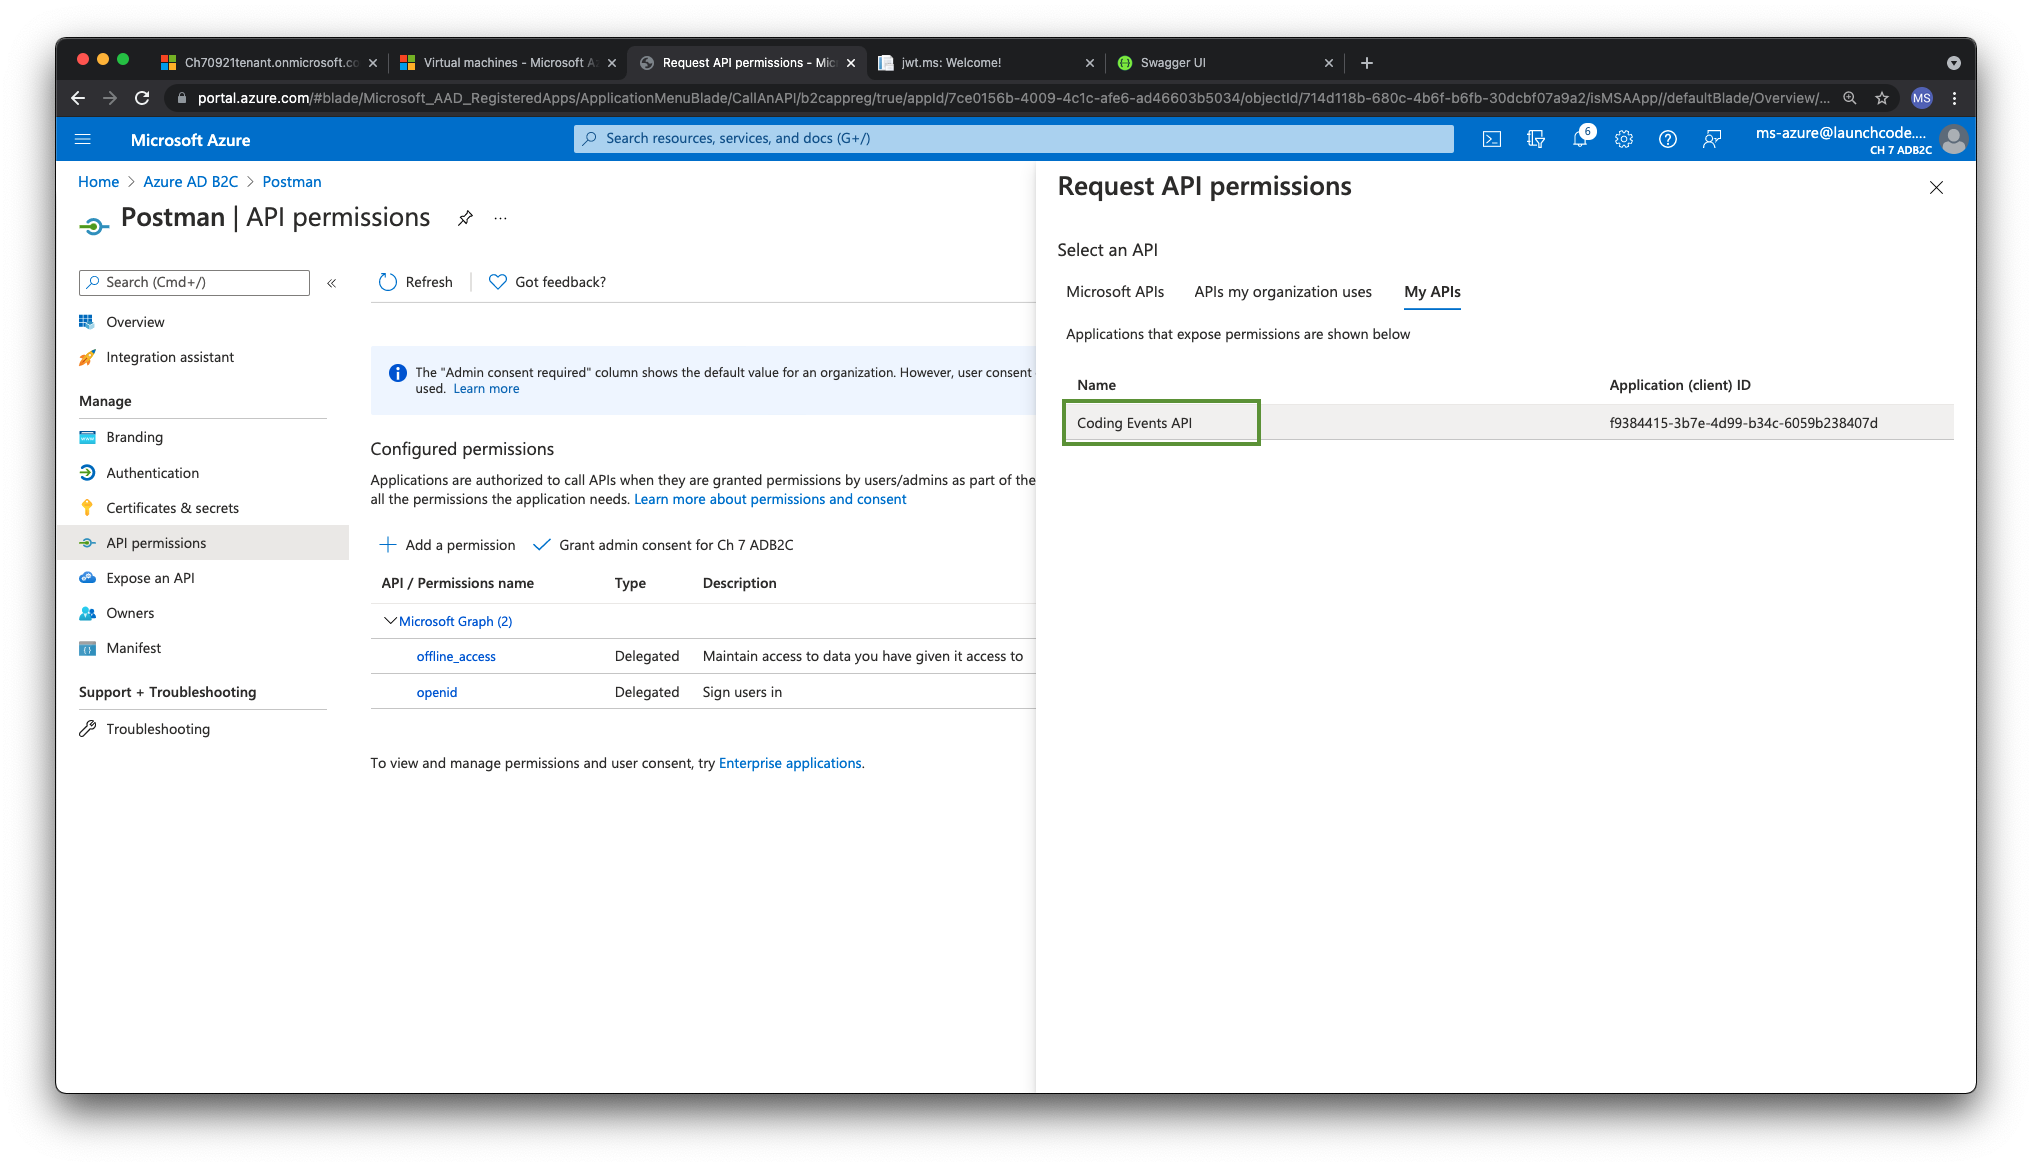 Ch70921tenant.onmicrosoft.co
Virtual machines - Microsoft A
Request API permissions - Mic
jwt.ms: Welcome!
Swagger UI
portal.azure.com/#blade/Microsoft_AAD_RegisteredApps/ApplicationMenuBlade/CallAnAPI/b2cappreg/true/appId/7ce0156b-4009-4c1c-afe6-ad46603b5034/objectId/714d118b-680c-4b6f-b6fb-30dcbf07a9a2/isMSAApp//defaultBlade/Overview/...
MS
Microsoft Azure
Search resources, services, and docs (G+/)
6
ms-azure@launchcode....
CH 7 ADB2C
Home > Azure AD B2C > Postman
Postman | API permissions
...
Search (Cmd+/)
«
Overview
Integration assistant
Manage
Branding
Authentication
Certificates & secrets
API permissions
Expose an API
Owners
Manifest
Support + Troubleshooting
Troubleshooting
Refresh
Got feedback?
The "Admin consent required" column shows the default value for an organization. However, user consent
used. Learn more
Configured permissions
Applications are authorized to call APIs when they are granted permissions by users/admins as part of the
all the permissions the application needs. Learn more about permissions and consent
Add a permission
Grant admin consent for Ch 7 ADB2C
API / Permissions name Type Description
Microsoft Graph (2)
offline_access Delegated Maintain access to data you have given it access to
openid Delegated Sign users in
To view and manage permissions and user consent, try Enterprise applications.
Request API permissions
Select an API
Microsoft APIs APIs my organization uses My APIs
Applications that expose permissions are shown below
Name Application (client) ID
Coding Events API f9384415-3b7e-4d99-b34c-6059b238407d